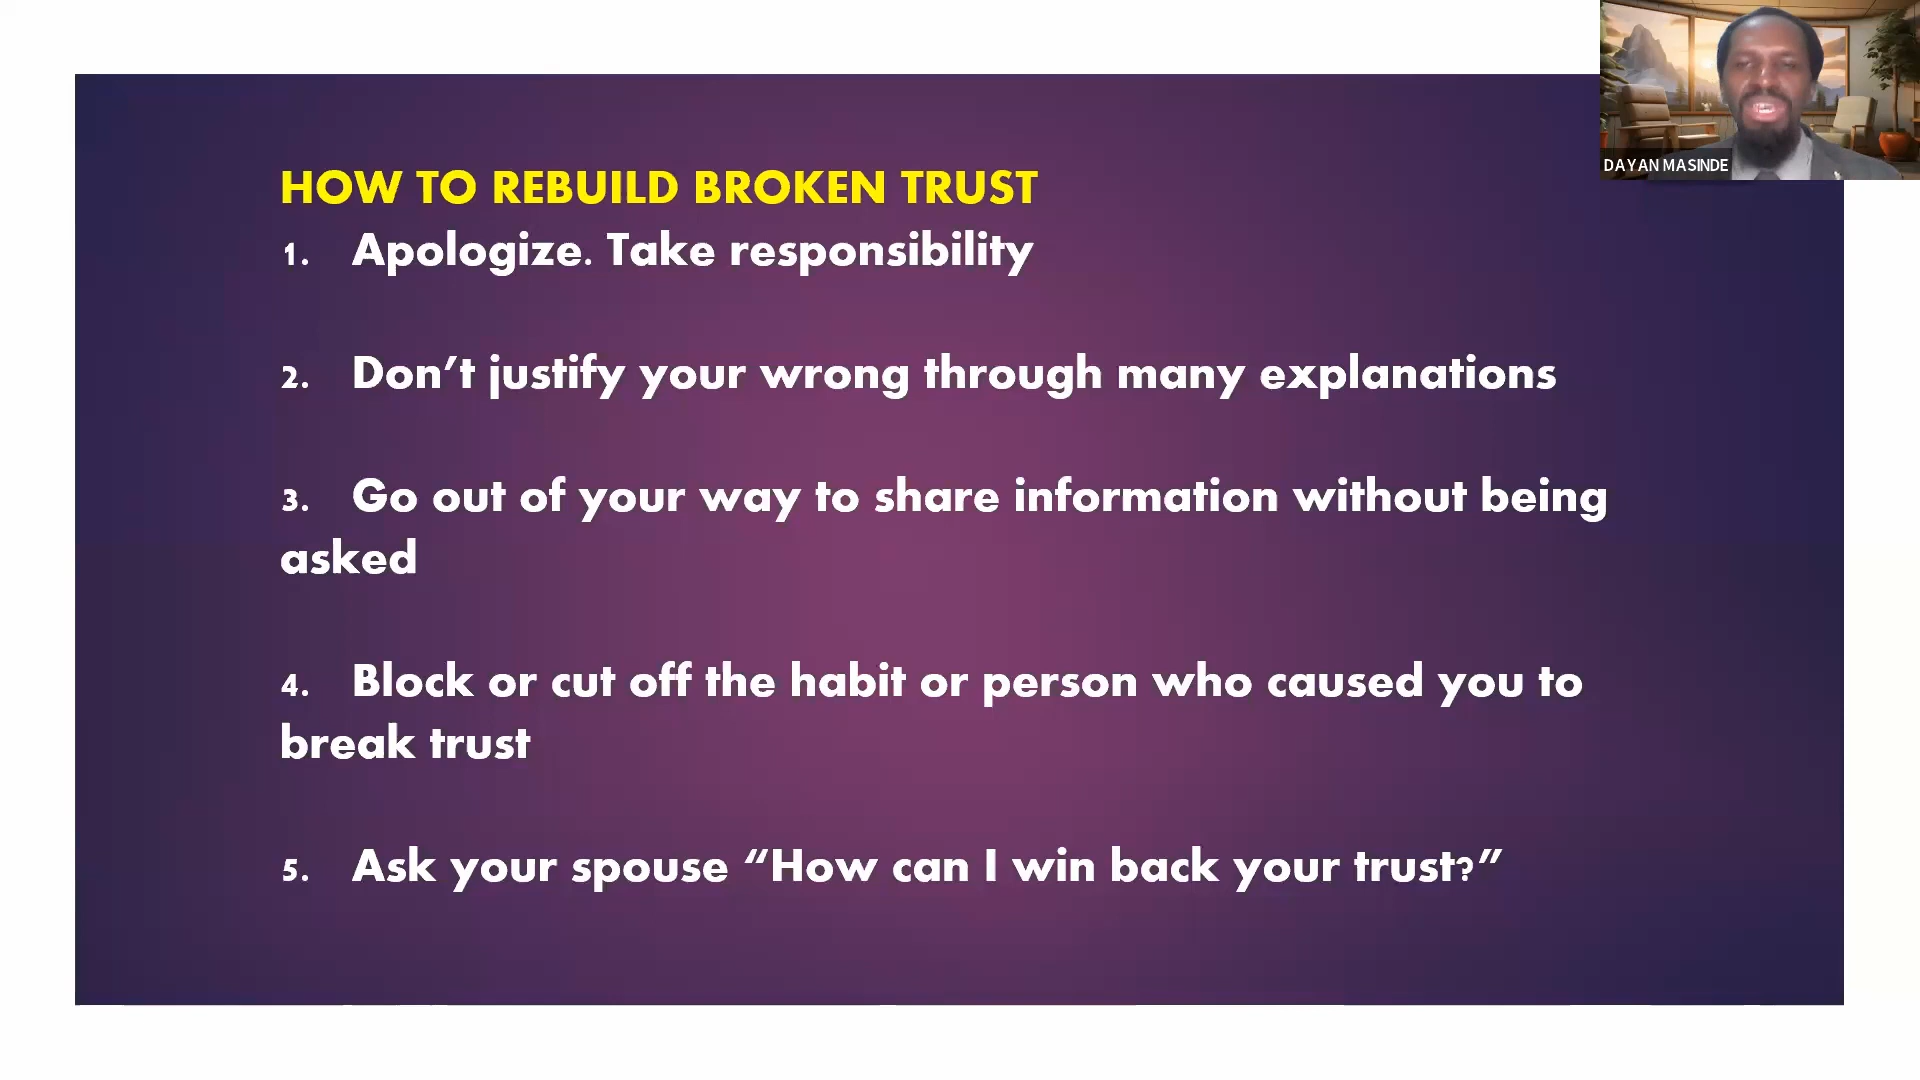 HOW TO REBUILD BROKEN TRUST
1. Apologize. Take responsibility
2. Don’t justify your wrong through many explanations
3. Go out of your way to share information without being
asked
4. Block or cut off the habit or person who caused you to
break trust
5. Ask your spouse “How can I win back your trust?”
DAYAN MASINDE